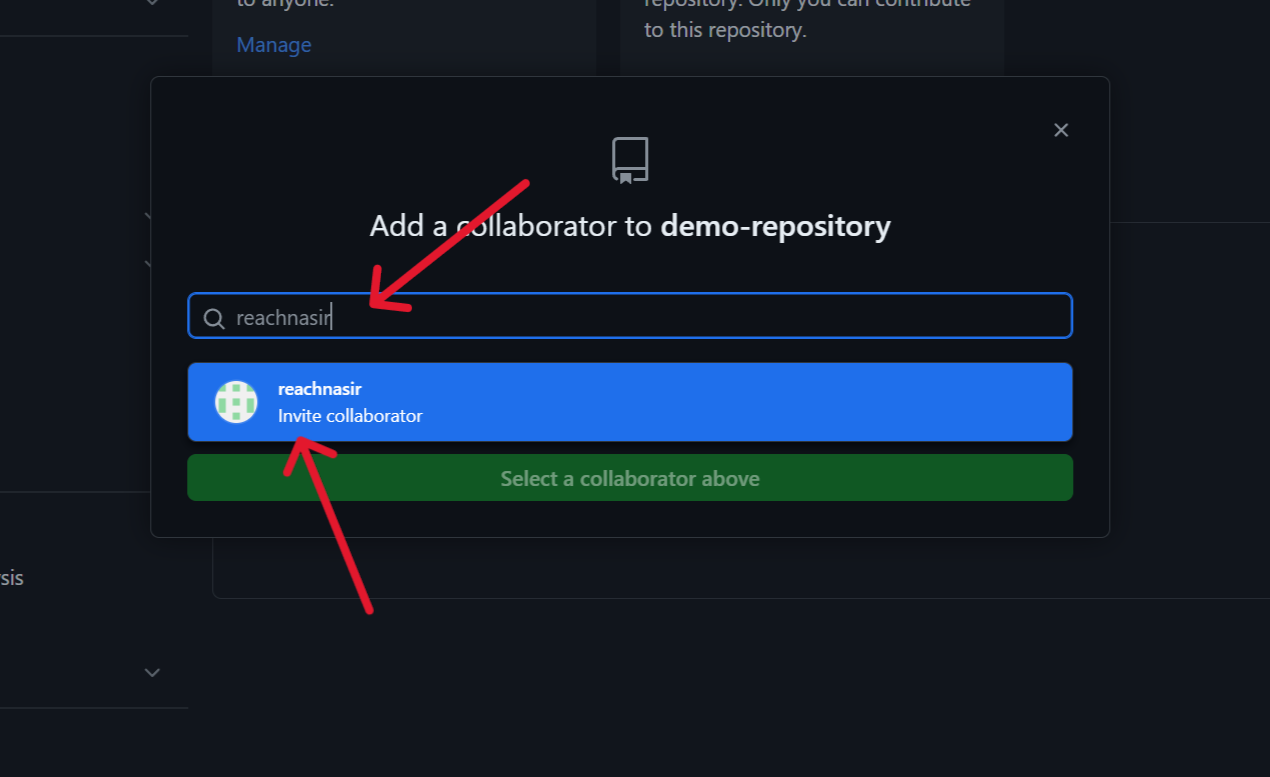 to anyone.
repository. Only you can contribute
to this repository.
Manage
Add a collaborator to demo-repository
reachnasir
reachnasir
Invite collaborator
Select a collaborator above
sis